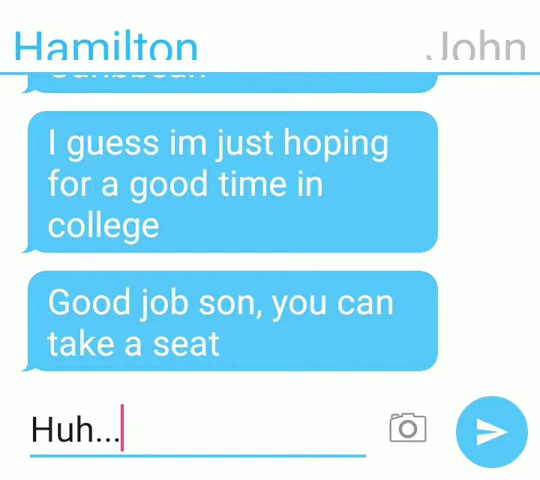 Hamilton John
I guess im just hoping
for a good time in
college
Good job son, you can
take a seat
Huh...